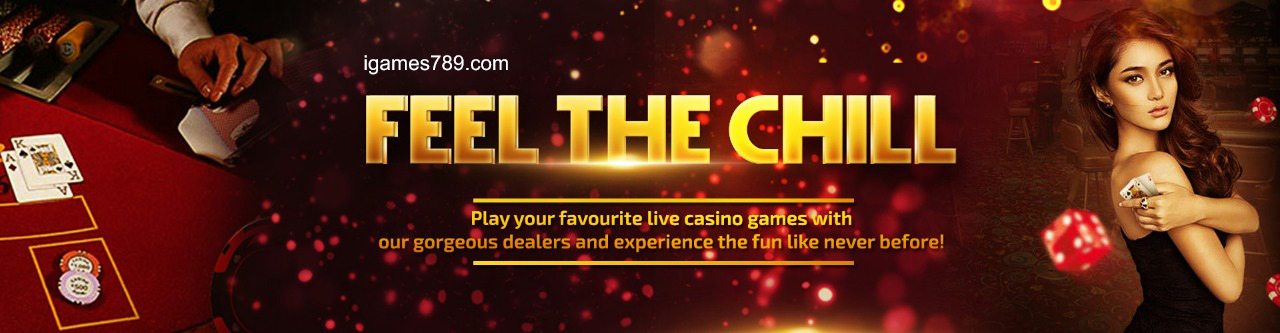 igames789.com
FEEL THE CHILL
Play your favourite live casino games with
our gorgeous dealers and experience the fun like never before!
A
K
K